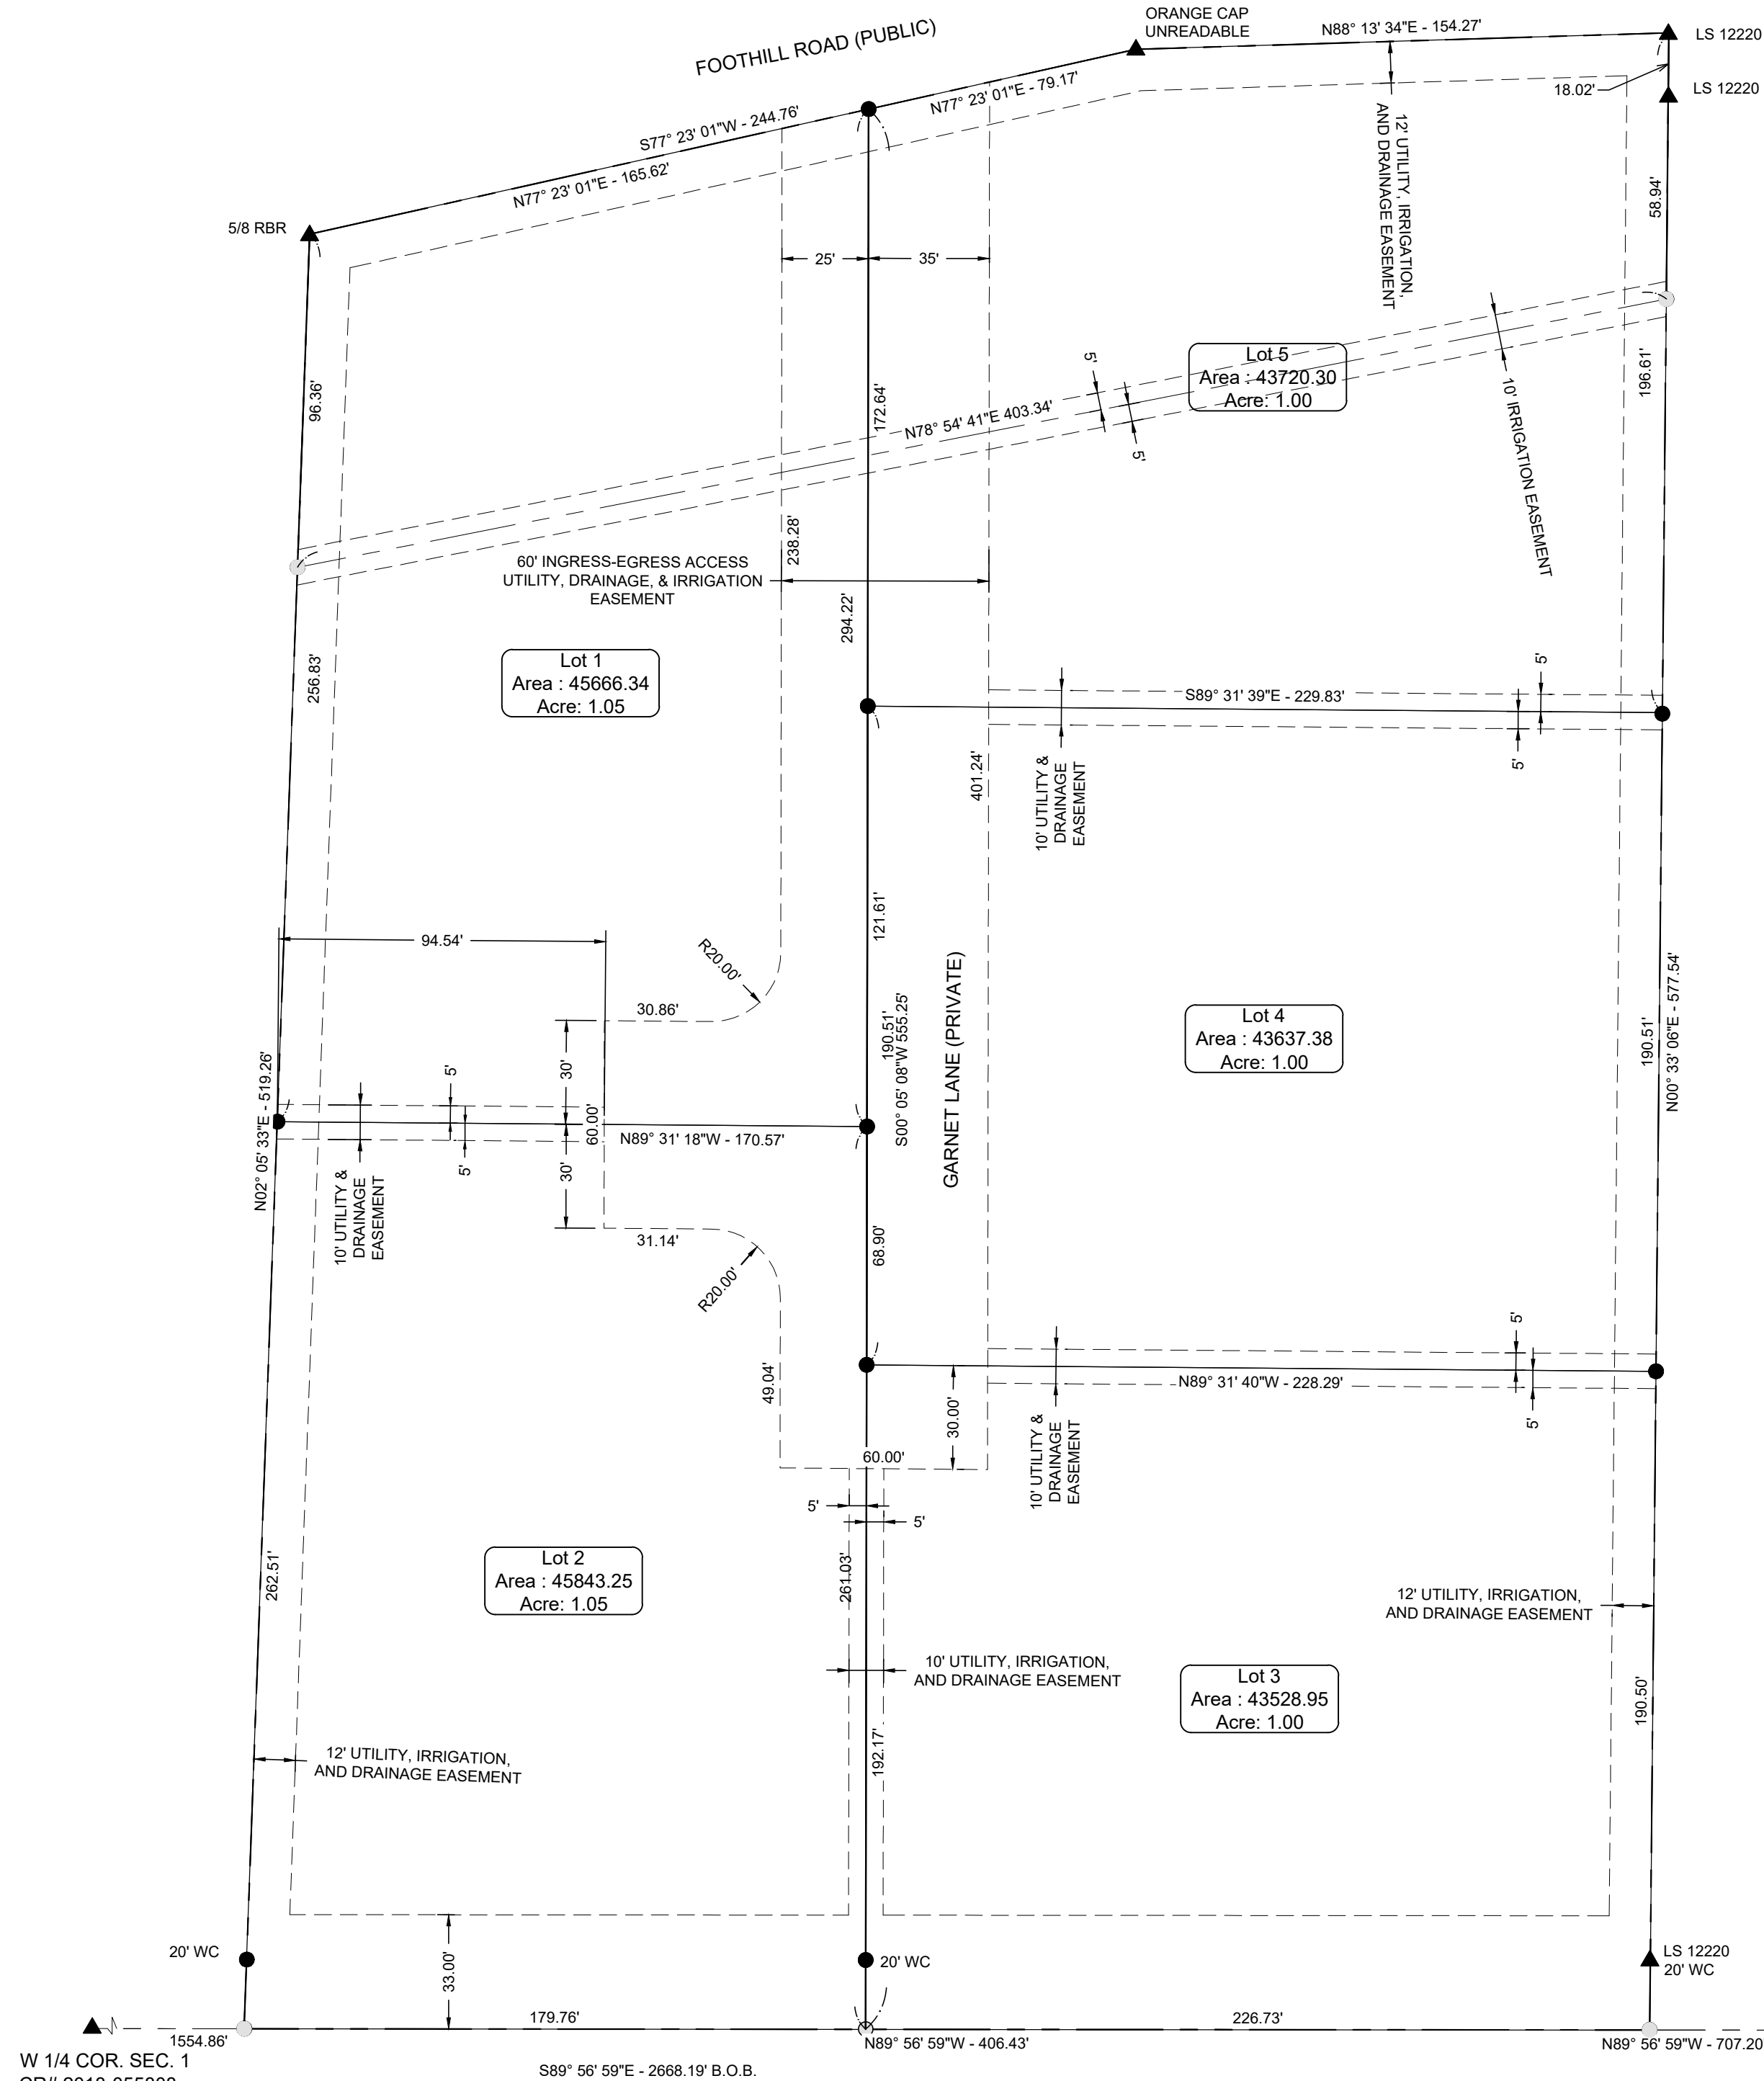 ORANGE CAP
UNREADABLE
N88° 13' 34"E - 154.27'
LS 12220
FOOTHILL ROAD (PUBLIC)
18.02'
LS 12220
N77° 23' 01"E - 79.17'
S77° 23' 01"W - 244.76'
N77° 23' 01"E - 165.62'
12' UTILITY, IRRIGATION,
AND DRAINAGE EASEMENT
58.94'
5/8 RBR
25'
35'
96.36'
172.64'
5'
Lot 5
Area : 43720.30
Acre: 1.00
196.61'
N78° 54' 41"E 403.34'
5'
10' IRRIGATION EASEMENT
238.28'
60' INGRESS-EGRESS ACCESS
UTILITY, DRAINAGE, & IRRIGATION
EASEMENT
294.22'
256.83'
Lot 1
Area : 45666.34
Acre: 1.05
S89° 31' 39"E - 229.83'
5'
5'
401.24'
10' UTILITY &
DRAINAGE
EASEMENT
121.61'
94.54'
R20.00'
30.86'
190.51'
S00° 05' 08"W 555.25'
GARNET LANE (PRIVATE)
Lot 4
Area : 43637.38
Acre: 1.00
190.51'
N00° 33' 06"E - 577.54'
N02° 05' 33"E - 519.26'
5'
5'
30'
60.00'
30'
N89° 31' 18"W - 170.57'
10' UTILITY &
DRAINAGE
EASEMENT
31.14'
R20.00'
68.90'
49.04'
5'
5'
N89° 31' 40"W - 228.29'
30.00'
60.00'
10' UTILITY &
DRAINAGE
EASEMENT
5'
5'
262.51'
Lot 2
Area : 45843.25
Acre: 1.05
261.03'
12' UTILITY, IRRIGATION,
AND DRAINAGE EASEMENT
10' UTILITY, IRRIGATION,
AND DRAINAGE EASEMENT
Lot 3
Area : 43528.95
Acre: 1.00
190.50'
192.17'
12' UTILITY, IRRIGATION,
AND DRAINAGE EASEMENT
20' WC
33.00'
20' WC
LS 12220
20' WC
179.76'
226.73'
1554.86'
N89° 56' 59"W - 406.43'
N89° 56' 59"W - 707.20
W 1/4 COR. SEC. 1
S89° 56' 59"E - 2668.19' B.O.B.